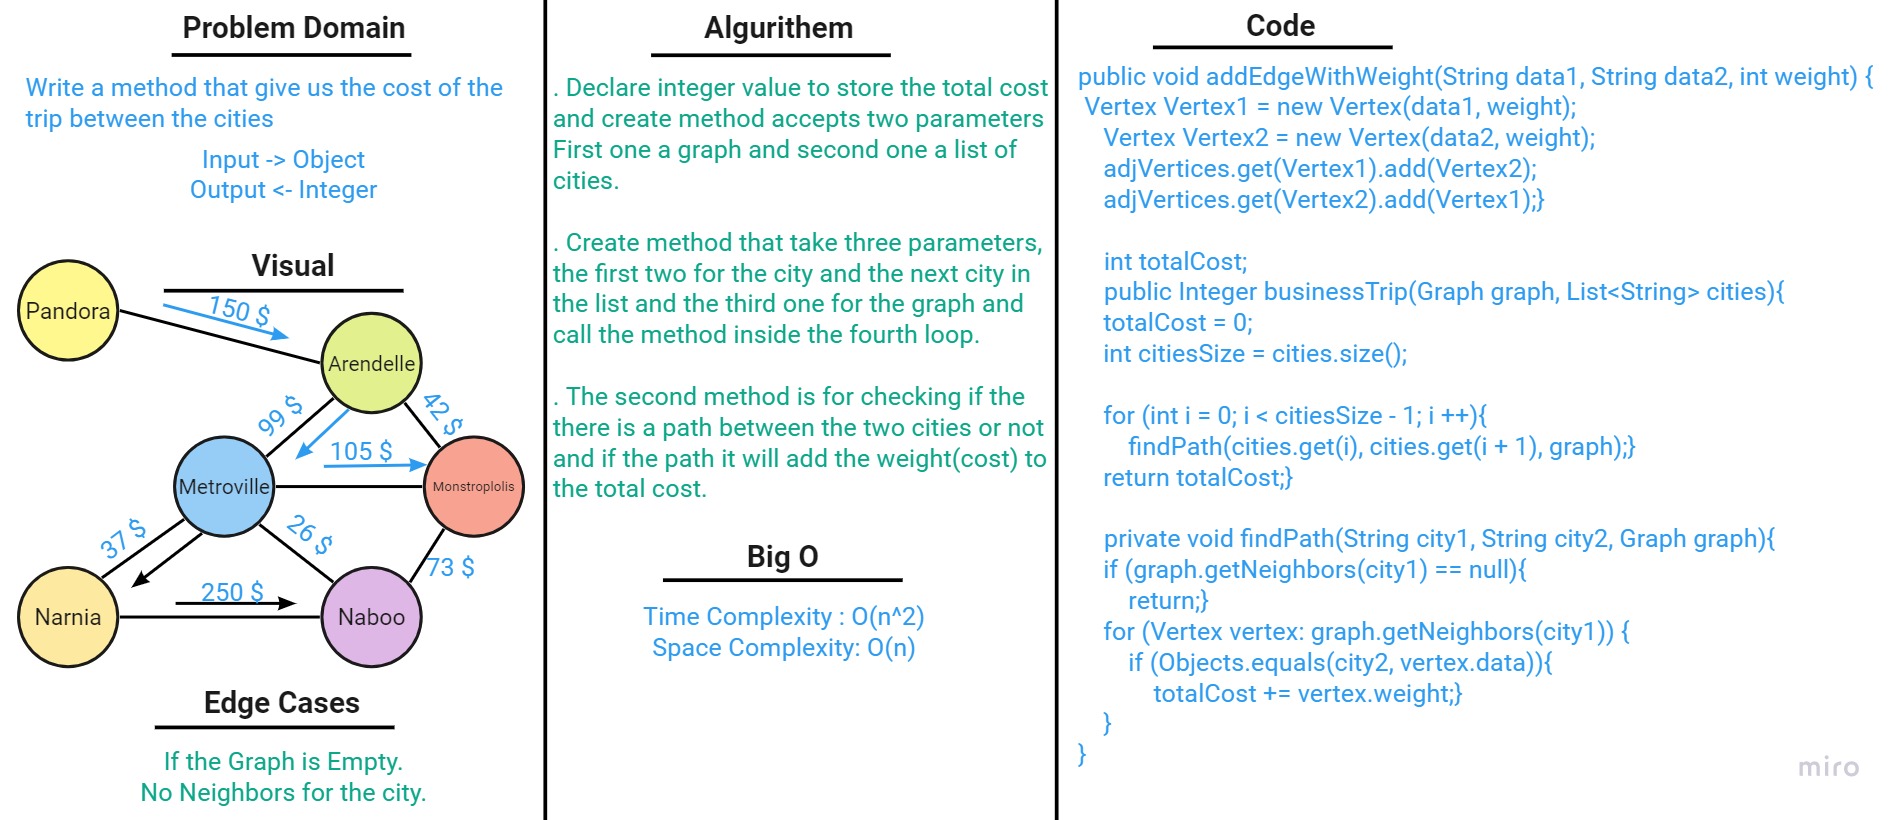 Problem Domain
Write a method that give us the cost of the
trip between the cities
Input -> Object
Output <- Integer
Visual
Pandora
150 $
Arendelle
99 $
42 $
105 $
Metroville
Monstroplolis
37 $
26 $
73 $
250 $
Narnia
Naboo
Edge Cases
If the Graph is Empty.
No Neighbors for the city.
Algurithem
. Declare integer value to store the total cost
and create method accepts two parameters
First one a graph and second one a list of
cities.
. Create method that take three parameters,
the first two for the city and the next city in
the list and the third one for the graph and
call the method inside the fourth loop.
. The second method is for checking if the
there is a path between the two cities or not
and if the path it will add the weight(cost) to
the total cost.
Big O
Time Complexity : O(n^2)
Space Complexity: O(n)
Code
public void addEdgeWithWeight(String data1, String data2, int weight) {
Vertex Vertex1 = new Vertex(data1, weight);
Vertex Vertex2 = new Vertex(data2, weight);
adjVertices.get(Vertex1).add(Vertex2);
adjVertices.get(Vertex2).add(Vertex1);}
int totalCost;
public Integer businessTrip(Graph graph, List<String> cities){
totalCost = 0;
int citiesSize = cities.size();
for (int i = 0; i < citiesSize - 1; i ++){
findPath(cities.get(i), cities.get(i + 1), graph);}
return totalCost;}
private void findPath(String city1, String city2, Graph graph){
if (graph.getNeighbors(city1) == null){
return;}
for (Vertex vertex: graph.getNeighbors(city1)) {
if (Objects.equals(city2, vertex.data)){
totalCost += vertex.weight;}
}
}
miro